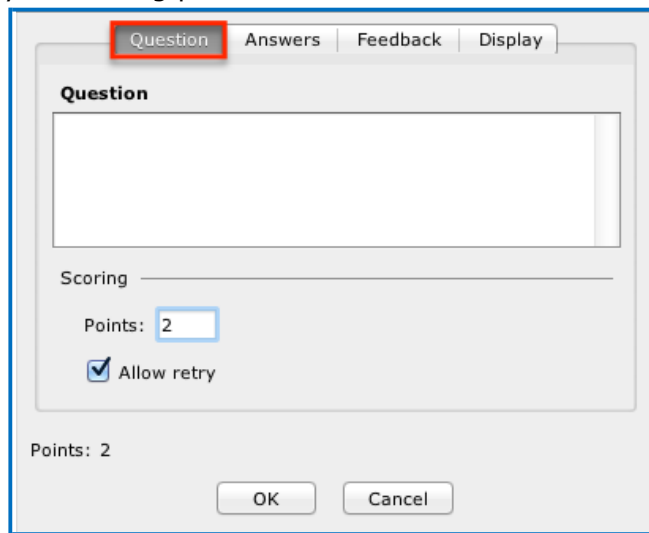 Question Answers Feedback Display
Question
Scoring
Points: 2
Allow retry
Points: 2
OK Cancel